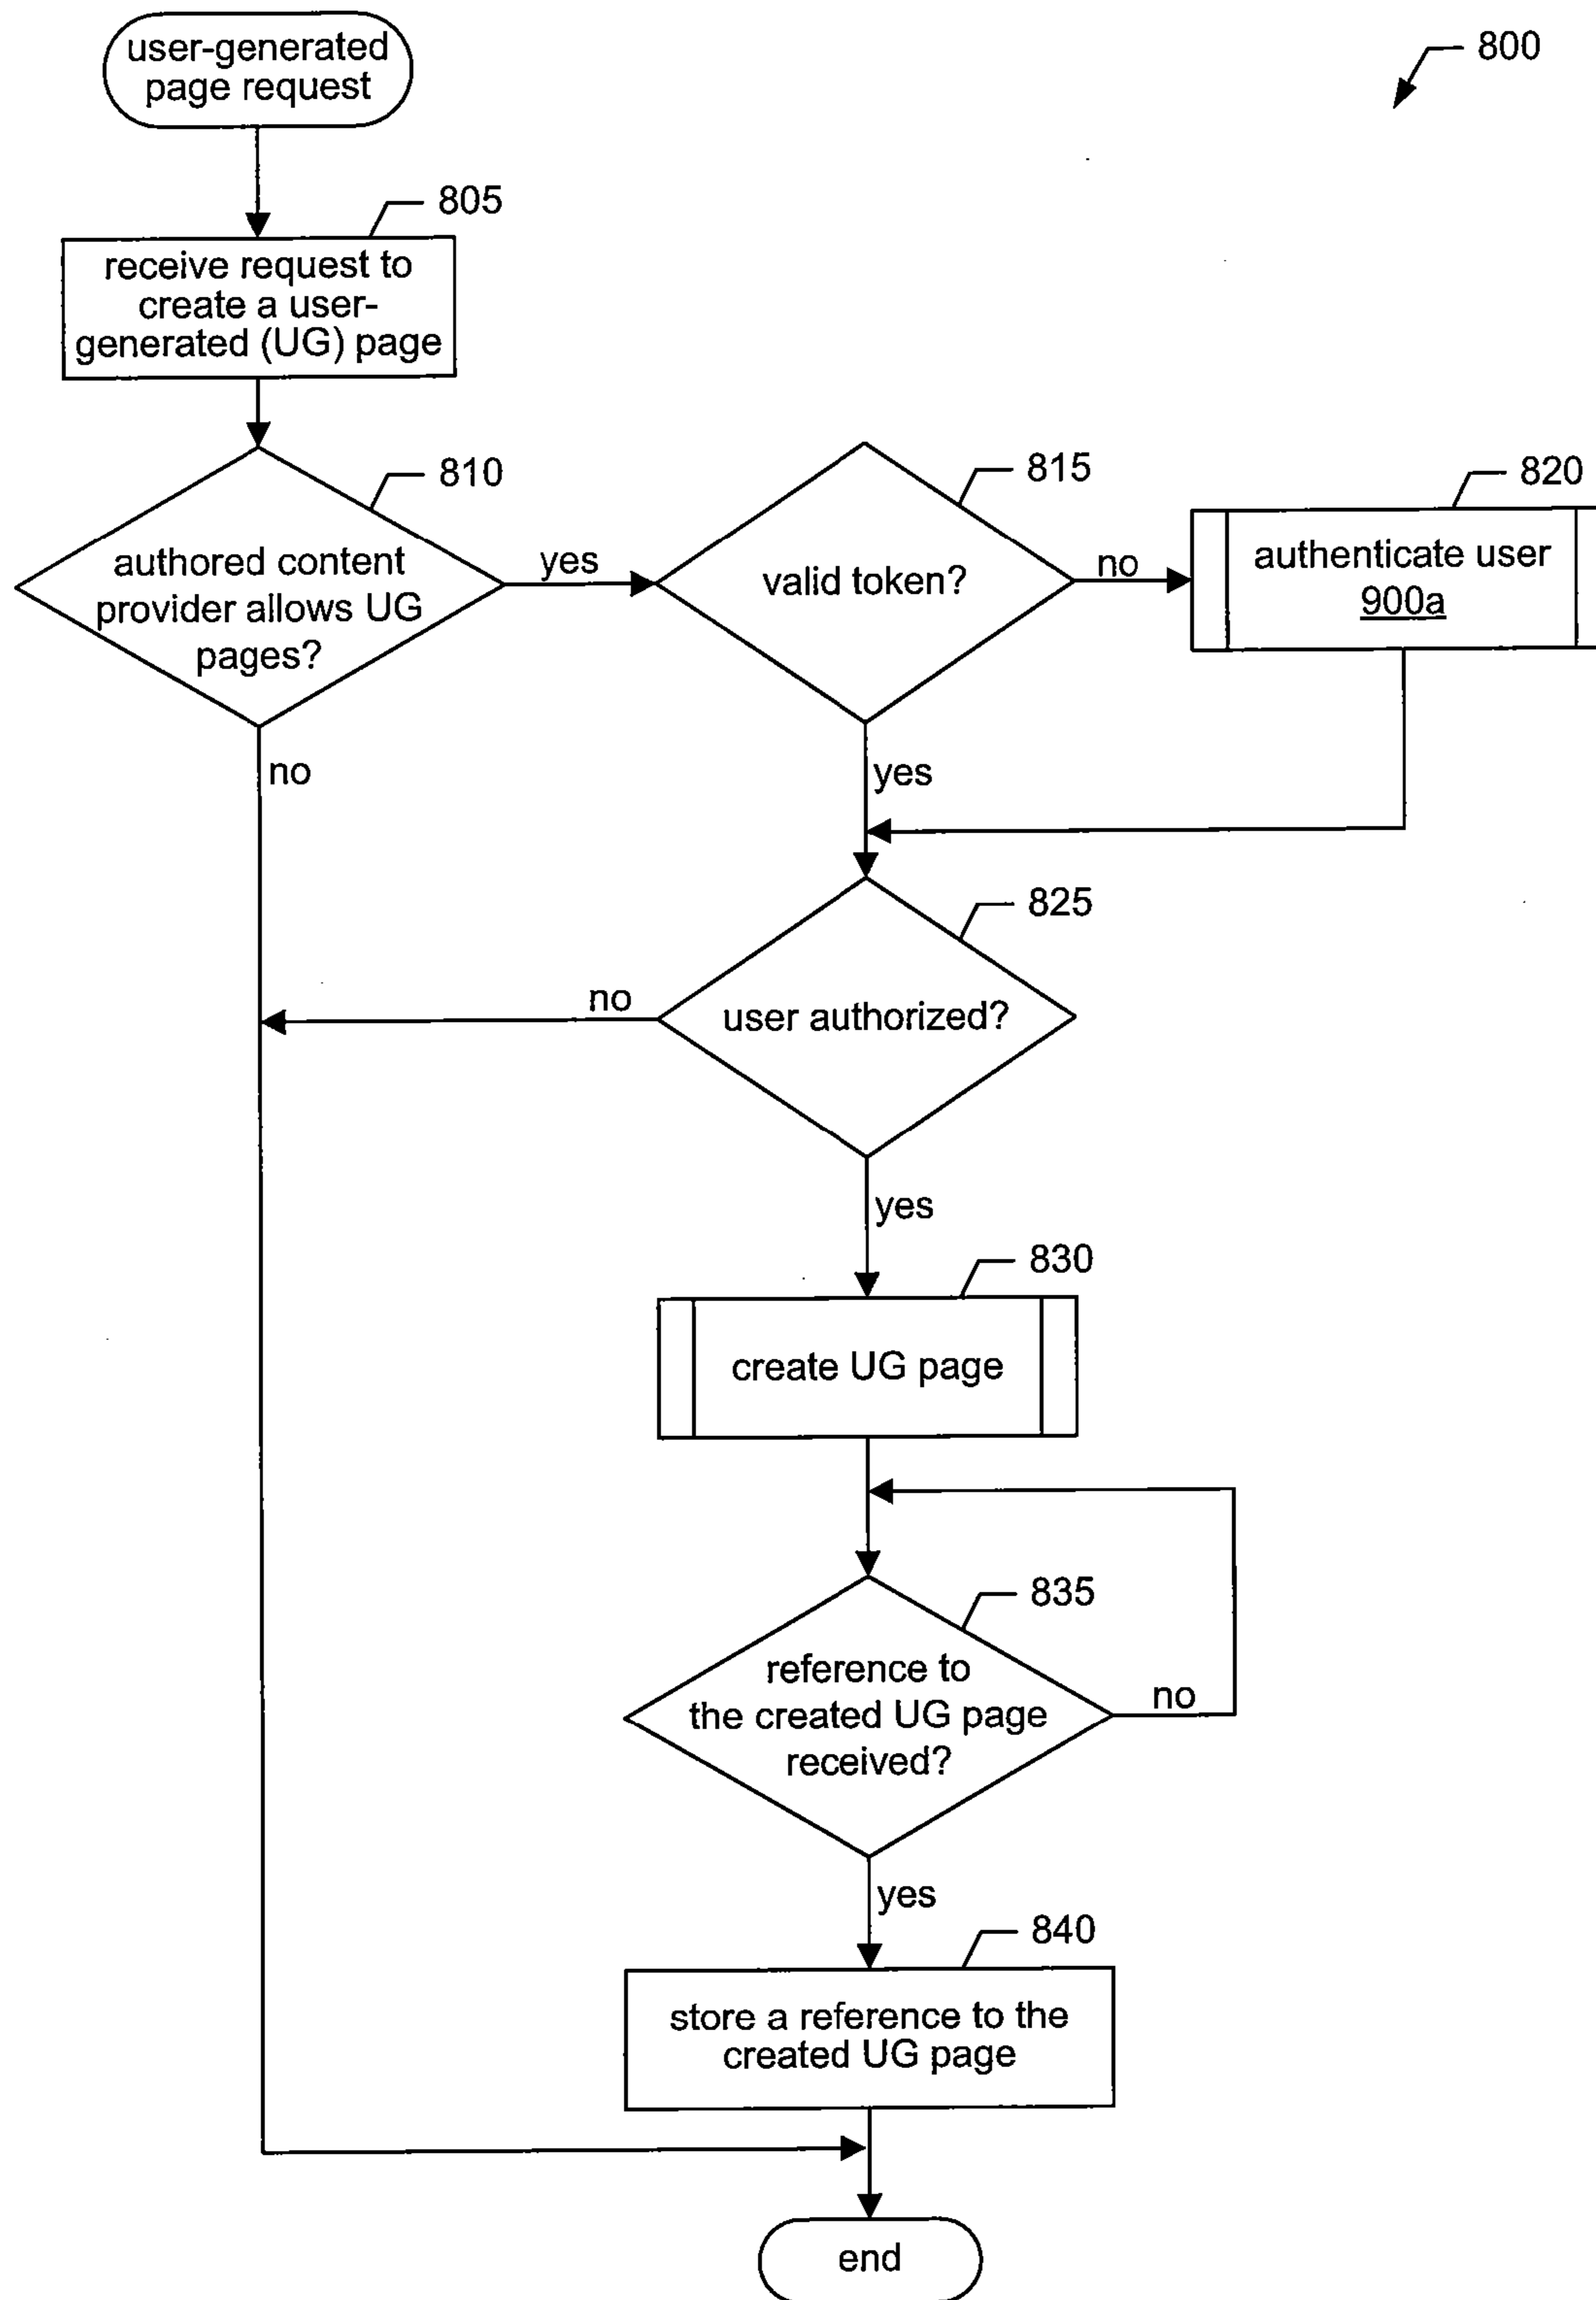 user-generated
page request
800
805
receive request to
create a user-
generated (UG) page
810
authored content
provider allows UG
pages?
yes
no
815
valid token?
no
yes
820
authenticate user
900a
825
user authorized?
no
yes
830
create UG page
835
reference to
the created UG page
received?
no
yes
840
store a reference to the
created UG page
end